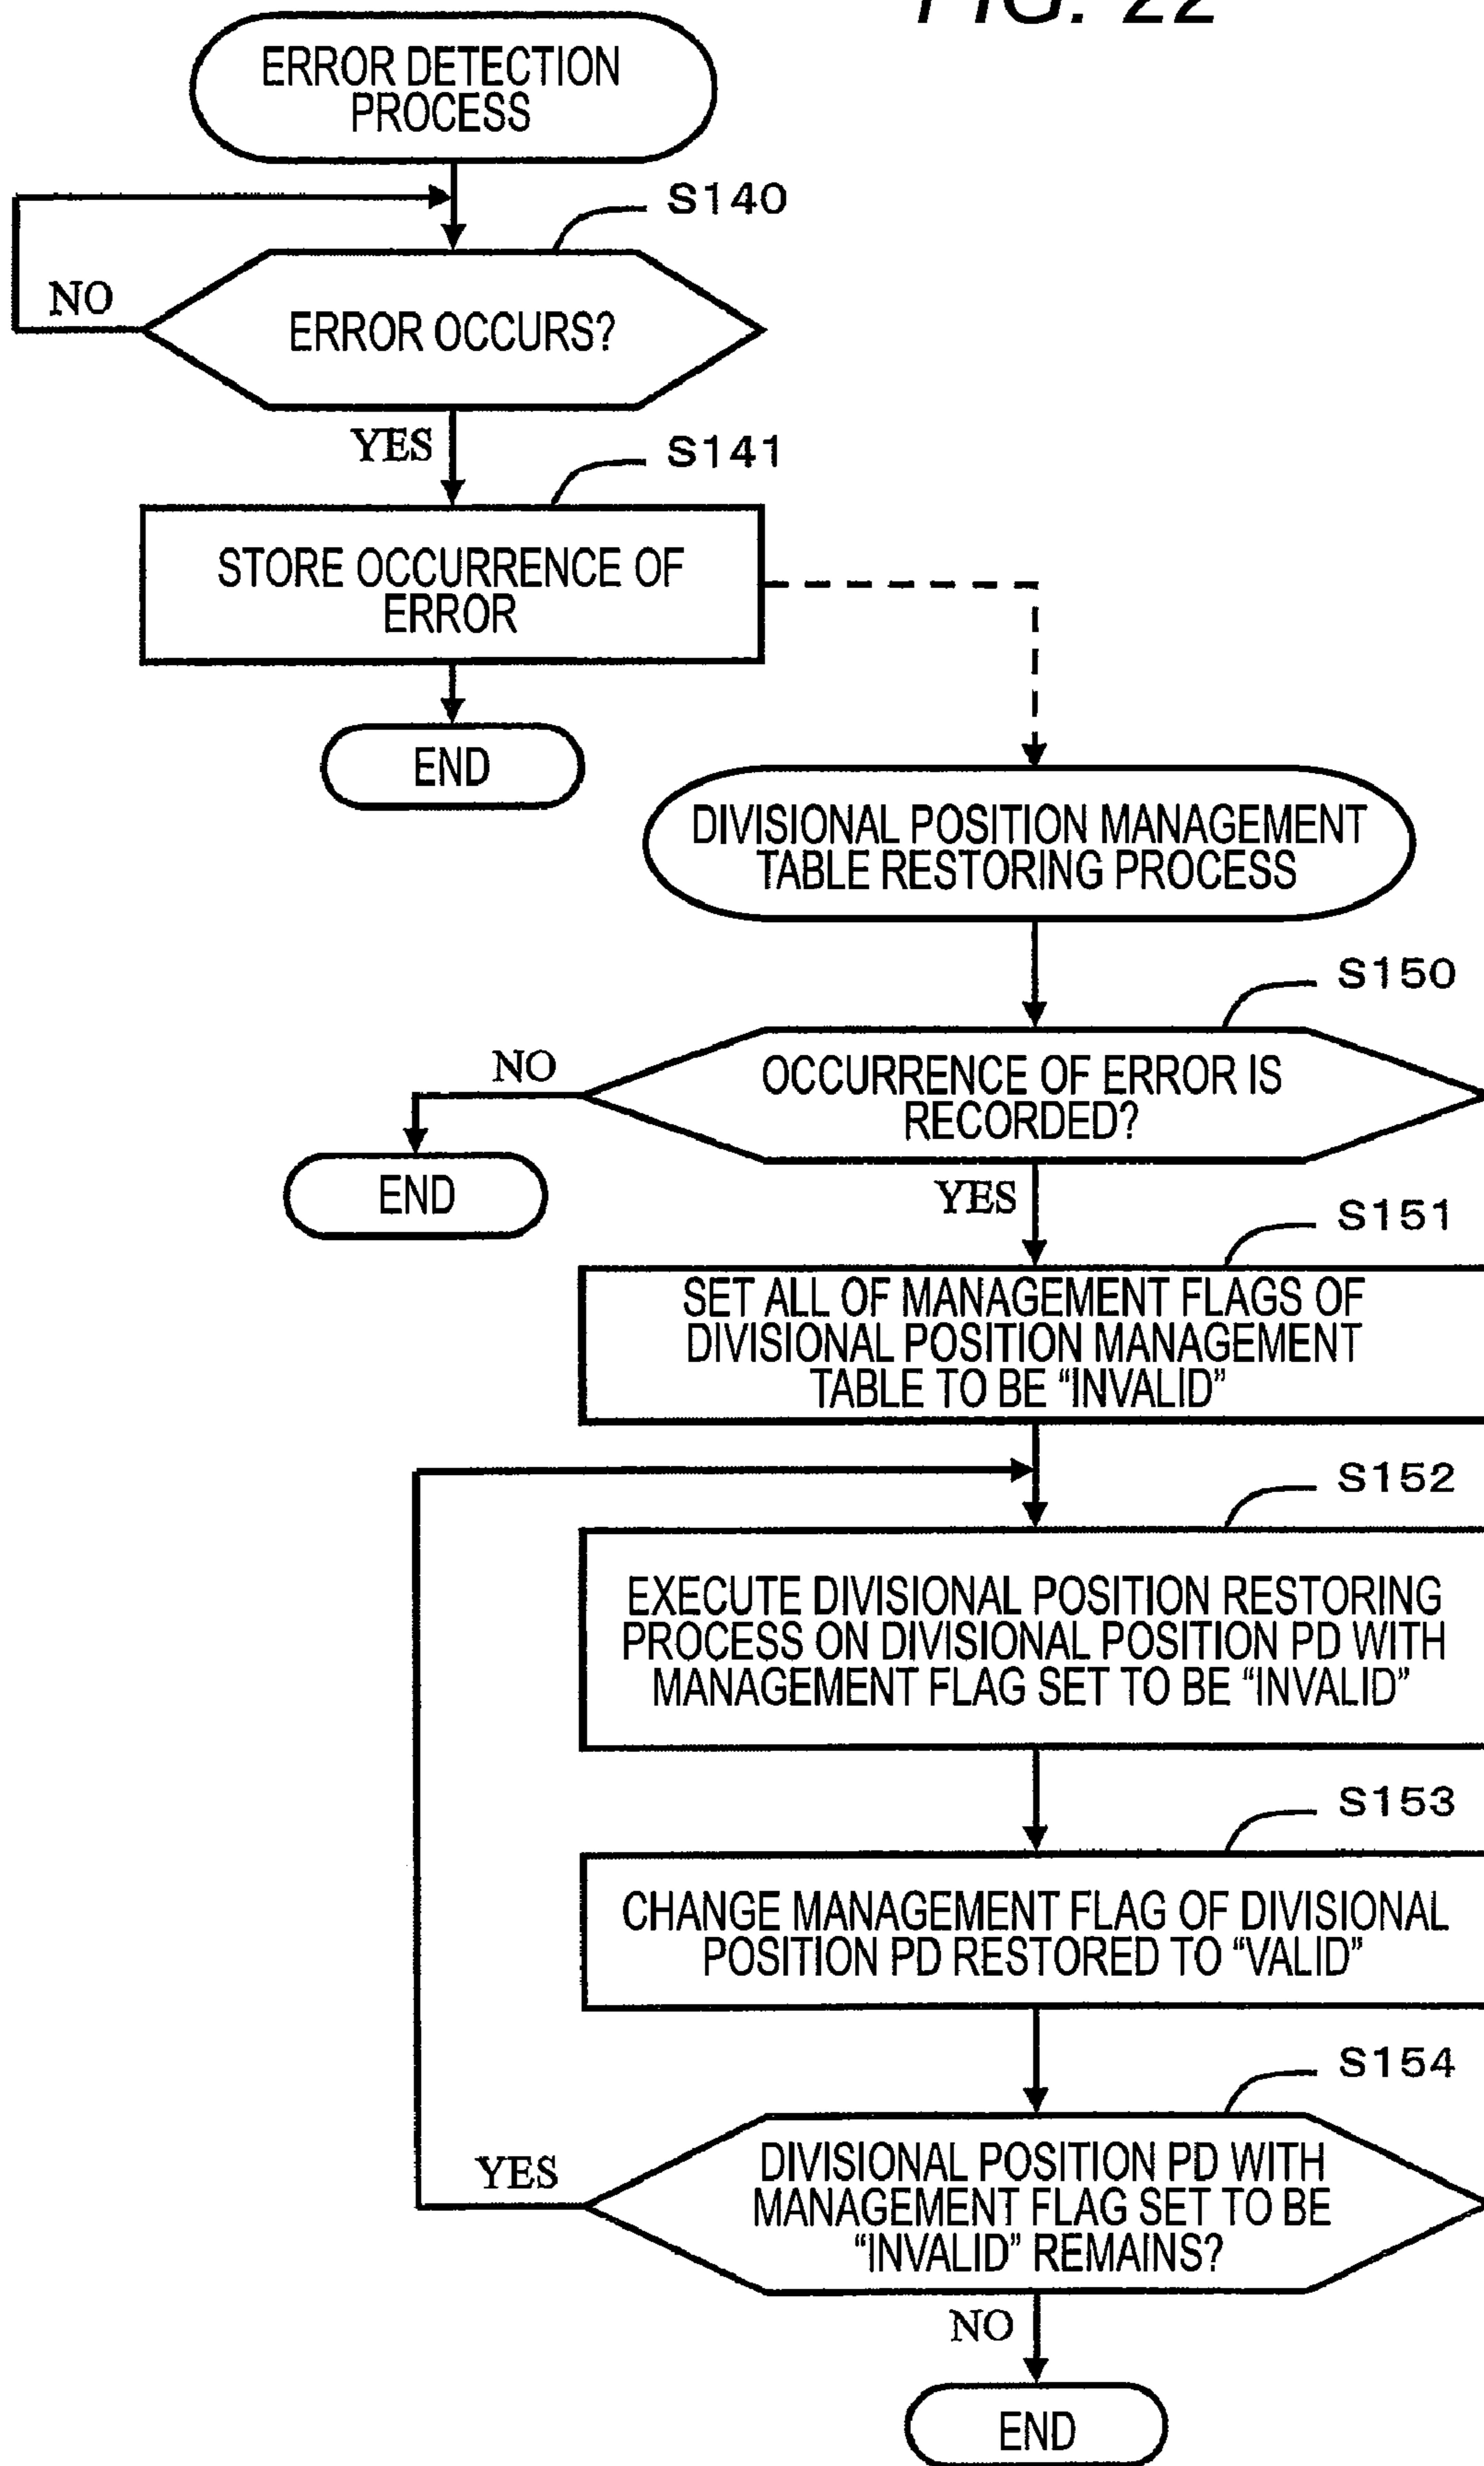 FIG. 22
ERROR DETECTION
PROCESS
S140
NO
ERROR OCCURS?
YES
S141
STORE OCCURRENCE OF
ERROR
END
DIVISIONAL POSITION MANAGEMENT
TABLE RESTORING PROCESS
S150
NO
OCCURRENCE OF ERROR IS
RECORDED?
END
YES
S151
SET ALL OF MANAGEMENT FLAGS OF
DIVISIONAL POSITION MANAGEMENT
TABLE TO BE “INVALID”
S152
EXECUTE DIVISIONAL POSITION RESTORING
PROCESS ON DIVISIONAL POSITION PD WITH
MANAGEMENT FLAG SET TO BE “INVALID”
S153
CHANGE MANAGEMENT FLAG OF DIVISIONAL
POSITION PD RESTORED TO “VALID”
S154
YES
DIVISIONAL POSITION PD WITH
MANAGEMENT FLAG SET TO BE
“INVALID” REMAINS?
NO
END